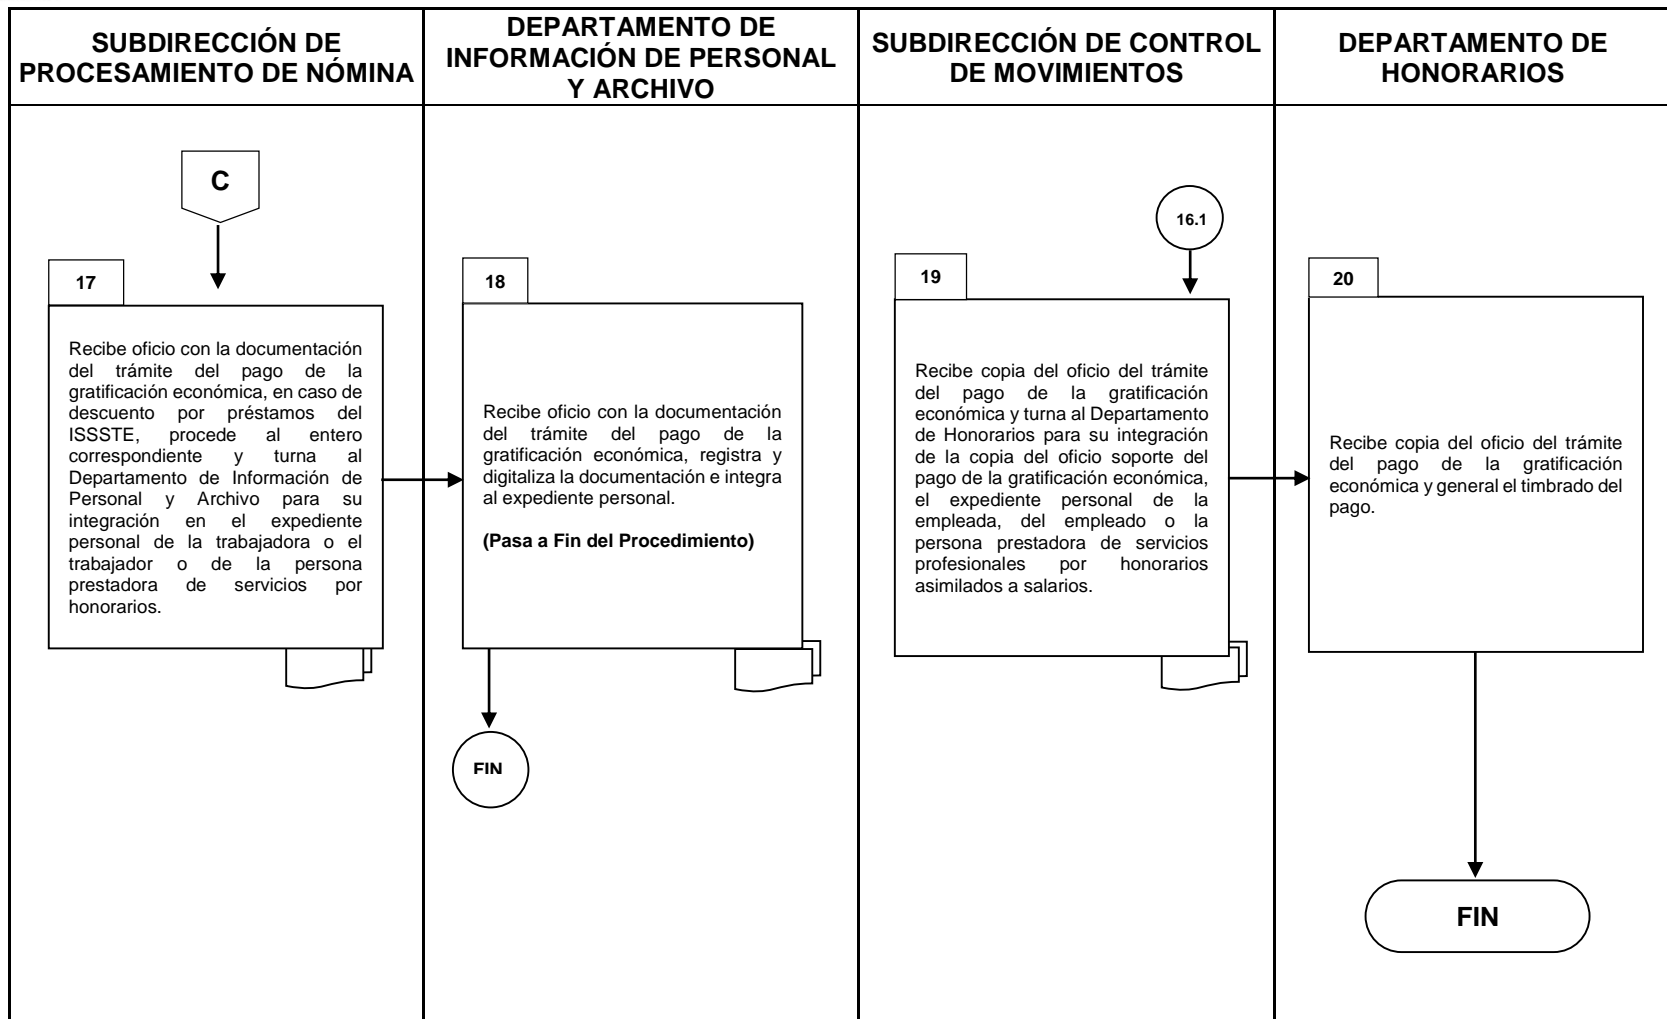 SUBDIRECCIÓN DE
PROCESAMIENTO DE NÓMINA
DEPARTAMENTO DE
INFORMACIÓN DE PERSONAL
Y ARCHIVO
SUBDIRECCIÓN DE CONTROL
DE MOVIMIENTOS
DEPARTAMENTO DE
HONORARIOS
C
17
Recibe oficio con la documentación
del trámite del pago de la
gratificación económica, en caso de
descuento por préstamos del
ISSSTE, procede al entero
correspondiente y turna al
Departamento de Información de
Personal y Archivo para su
integración en el expediente
personal de la trabajadora o el
trabajador o de la persona
prestadora de servicios por
honorarios.
18
Recibe oficio con la documentación
del trámite del pago de la
gratificación económica, registra y
digitaliza la documentación e integra
al expediente personal.
(Pasa a Fin del Procedimiento)
FIN
16.1
19
Recibe copia del oficio del trámite
del pago de la gratificación
económica y turna al Departamento
de Honorarios para su integración
de la copia del oficio soporte del
pago de la gratificación económica,
el expediente personal de la
empleada, del empleado o la
persona prestadora de servicios
profesionales por honorarios
asimilados a salarios.
20
Recibe copia del oficio del trámite
del pago de la gratificación
económica y general el timbrado del
pago.
FIN